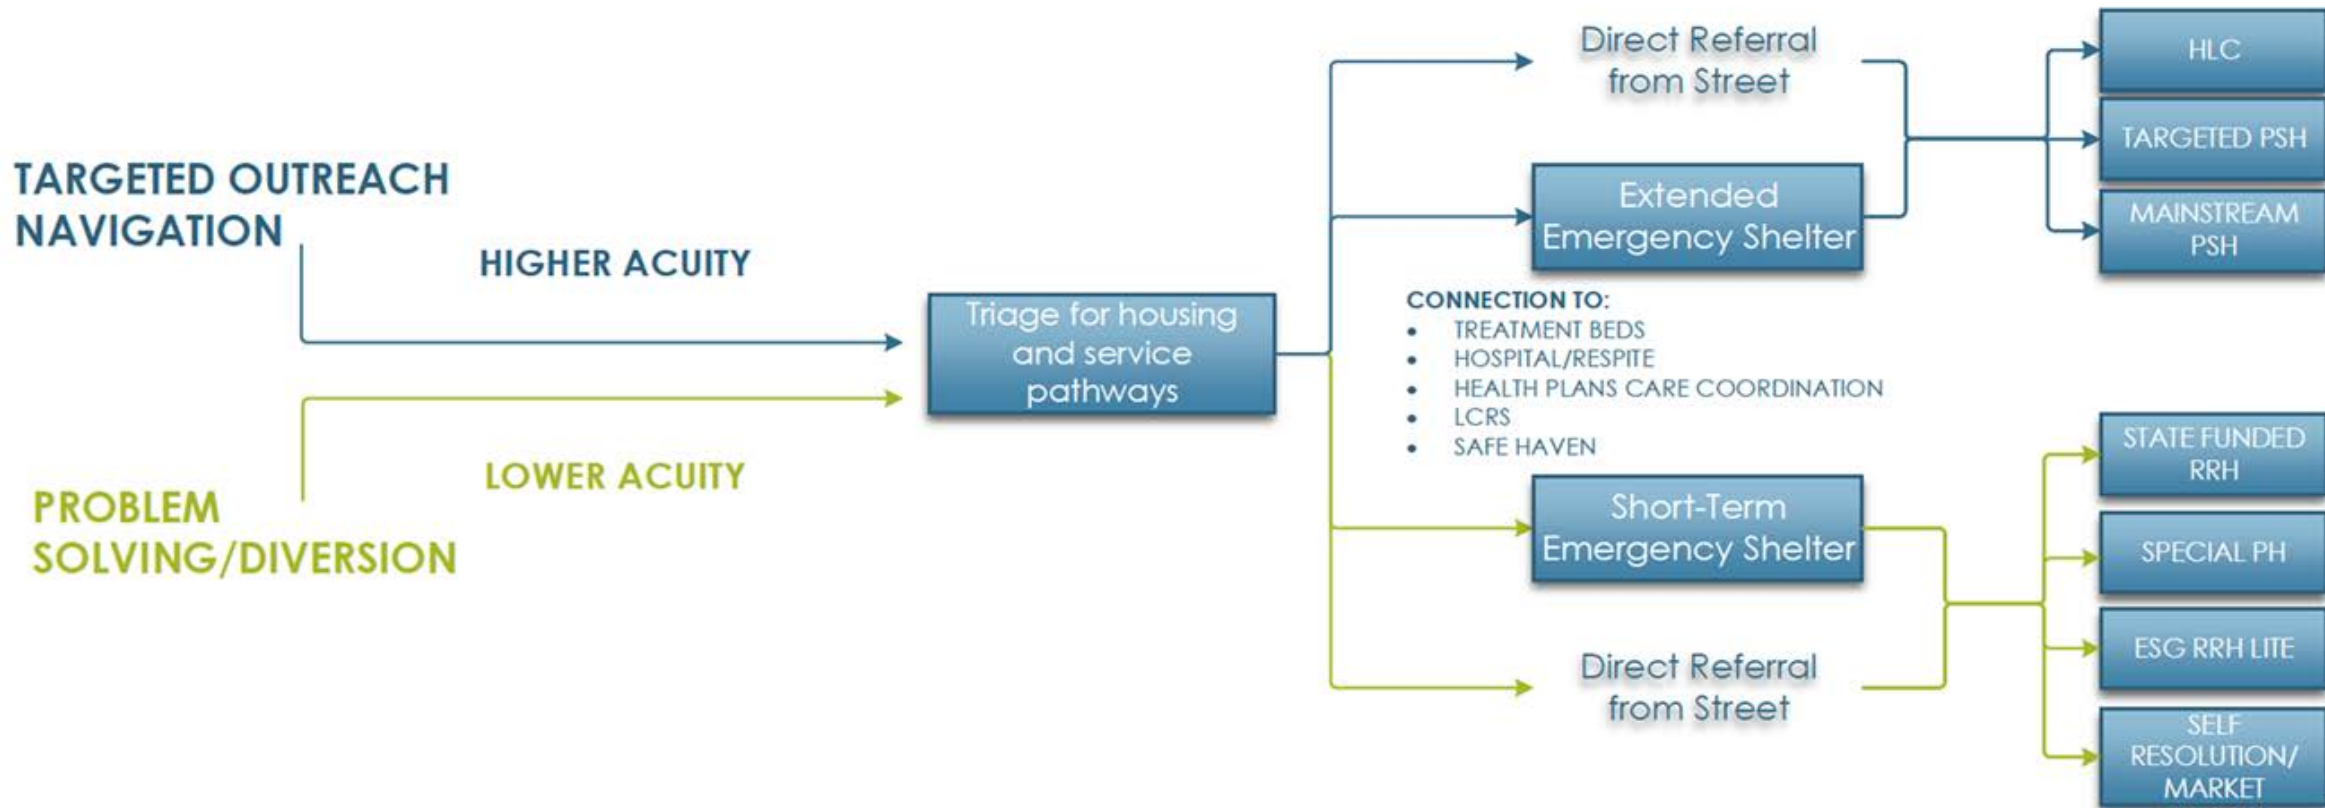 TARGETED OUTREACH
NAVIGATION
HIGHER ACUITY
PROBLEM
SOLVING/DIVERSION
LOWER ACUITY
Triage for housing
and service
pathways
Direct Referral
from Street
Extended
Emergency Shelter
CONNECTION TO:
• TREATMENT BEDS
• HOSPITAL/RESPITE
• HEALTH PLANS CARE COORDINATION
• LCRS
• SAFE HAVEN
Short-Term
Emergency Shelter
Direct Referral
from Street
HLC
TARGETED PSH
MAINSTREAM
PSH
STATE FUNDED
RRH
SPECIAL PH
ESG RRH LITE
SELF
RESOLUTION/
MARKET